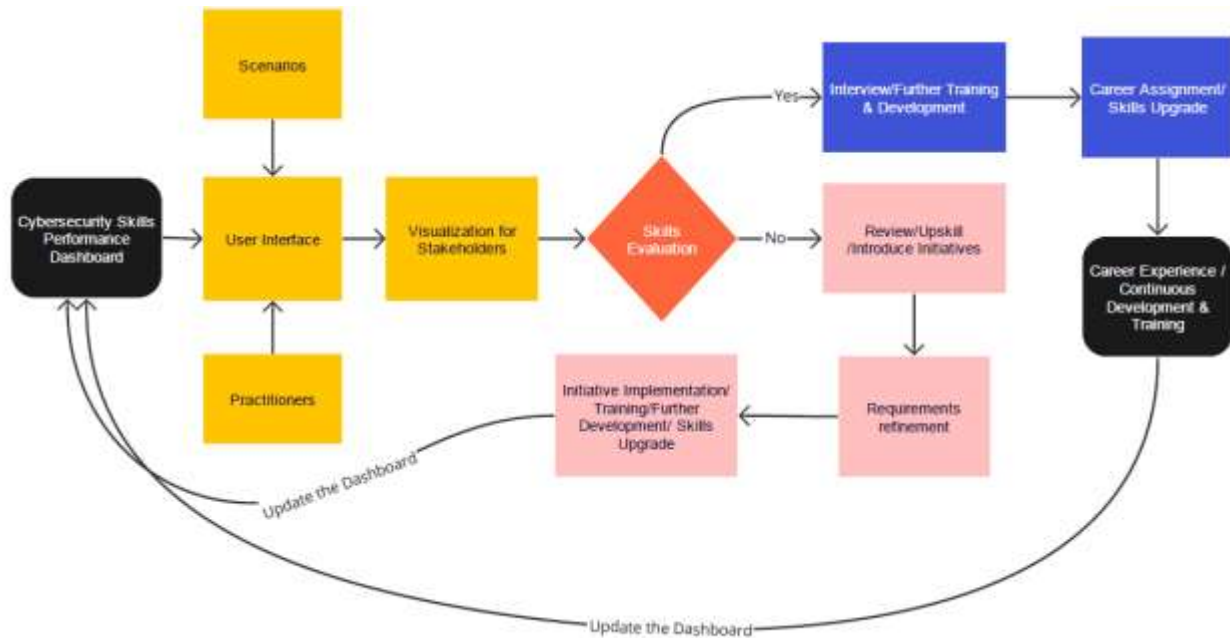 Scenarios
Interview/Further Training
& Development
Career Assignment/
Skills Upgrade
Yes
Cybersecurity Skills
Performance
Dashboard
User Interface
Visualization for
Stakeholders
Skills
Evaluation
No
Review/Upskill
/Introduce Initiatives
Career Experience /
Continuous
Development &
Training
Practitioners
Initiative Implementation/
Training/Further
Development/ Skills
Upgrade
Requirements
refinement
Update the Dashboard
Update the Dashboard